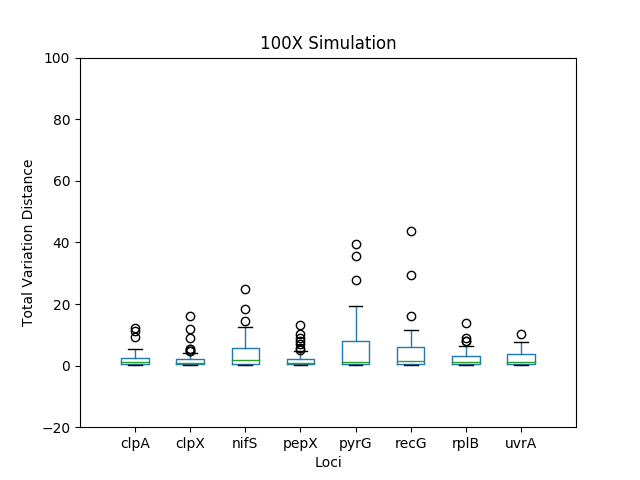 100X Simulation
100
80
60
40
20
0
−20
Total Variation Distance
clpA clpX nifS pepX pyrG recG rplB uvrA
Loci